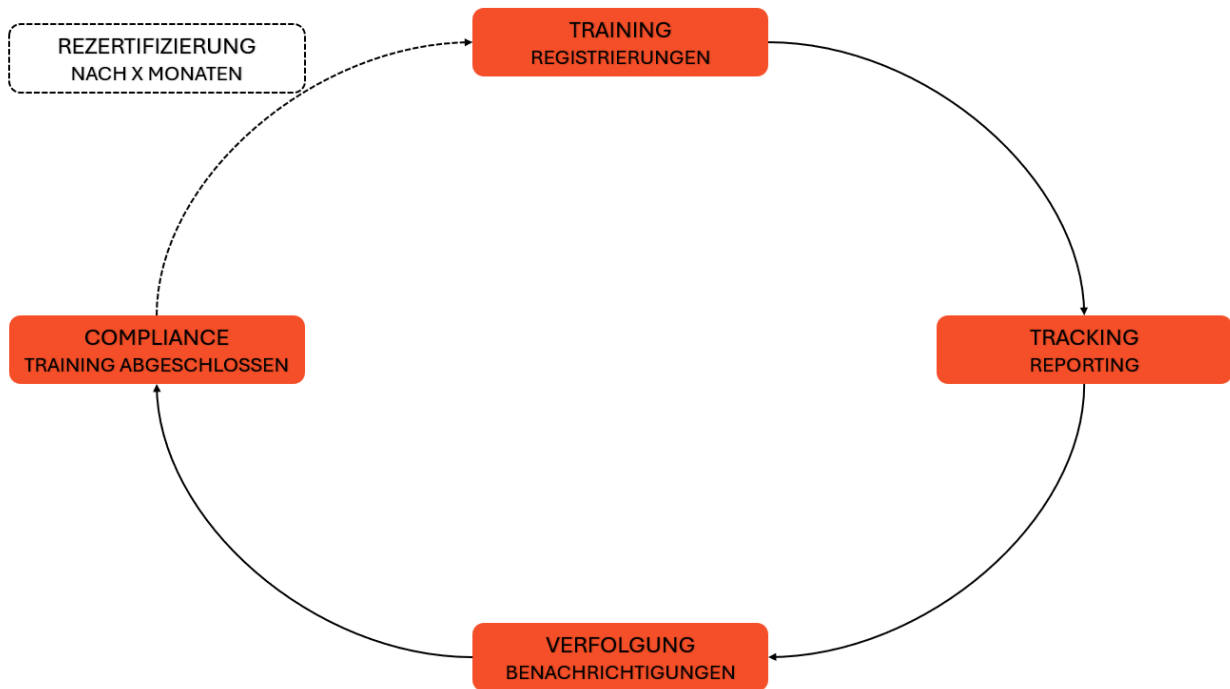 REZERTIFIZIERUNG
NACH X MONATEN
TRAINING
REGISTRIERUNGEN
COMPLIANCE
TRAINING ABGESCHLOSSEN
TRACKING
REPORTING
VERFOLGUNG
BENACHRICHTIGUNGEN